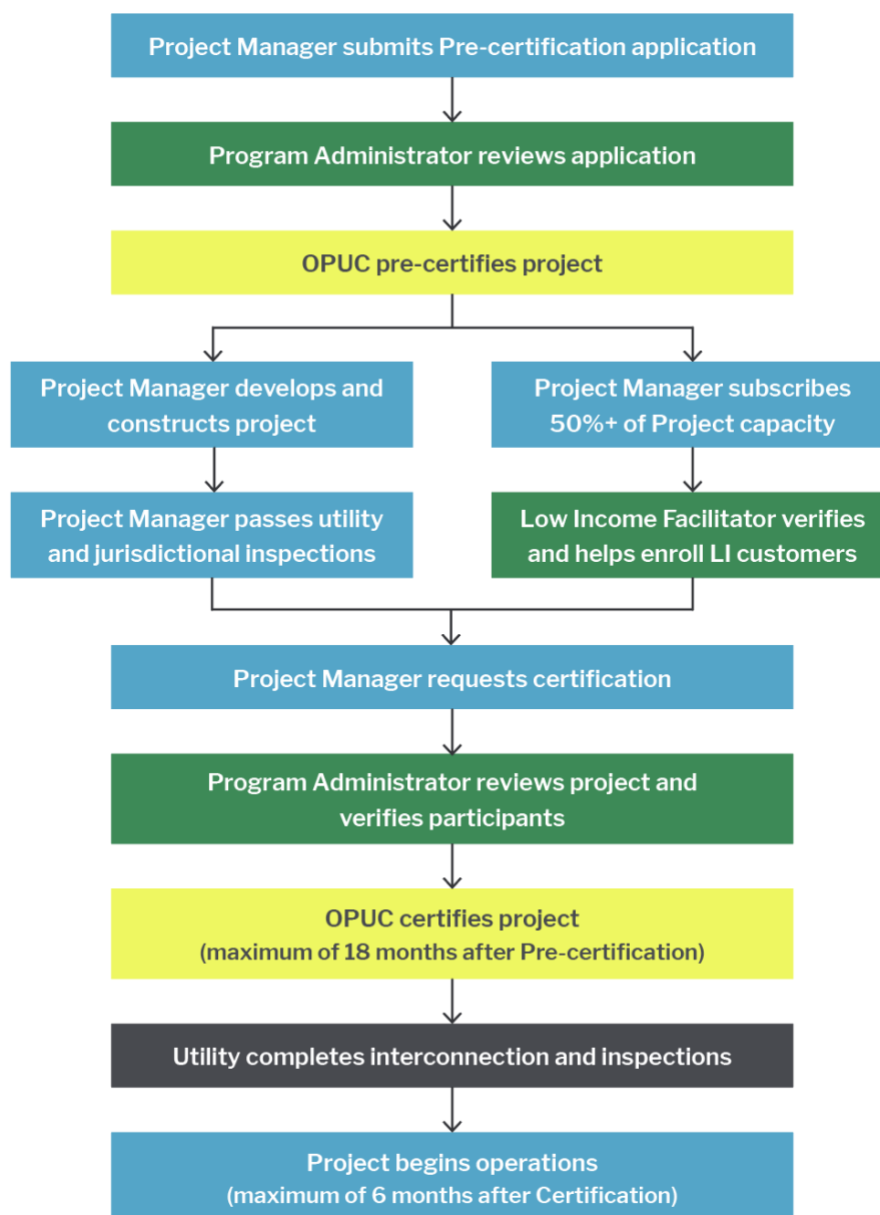 Project Manager submits Pre-certification application
Program Administrator reviews application
OPUC pre-certifies project
Project Manager develops and
constructs project
Project Manager subscribes
50%+ of Project capacity
Project Manager passes utility
and jurisdictional inspections
Low Income Facilitator verifies
and helps enroll LI customers
Project Manager requests certification
Program Administrator reviews project and
verifies participants
OPUC certifies project
(maximum of 18 months after Pre-certification)
Utility completes interconnection and inspections
Project begins operations
(maximum of 6 months after Certification)